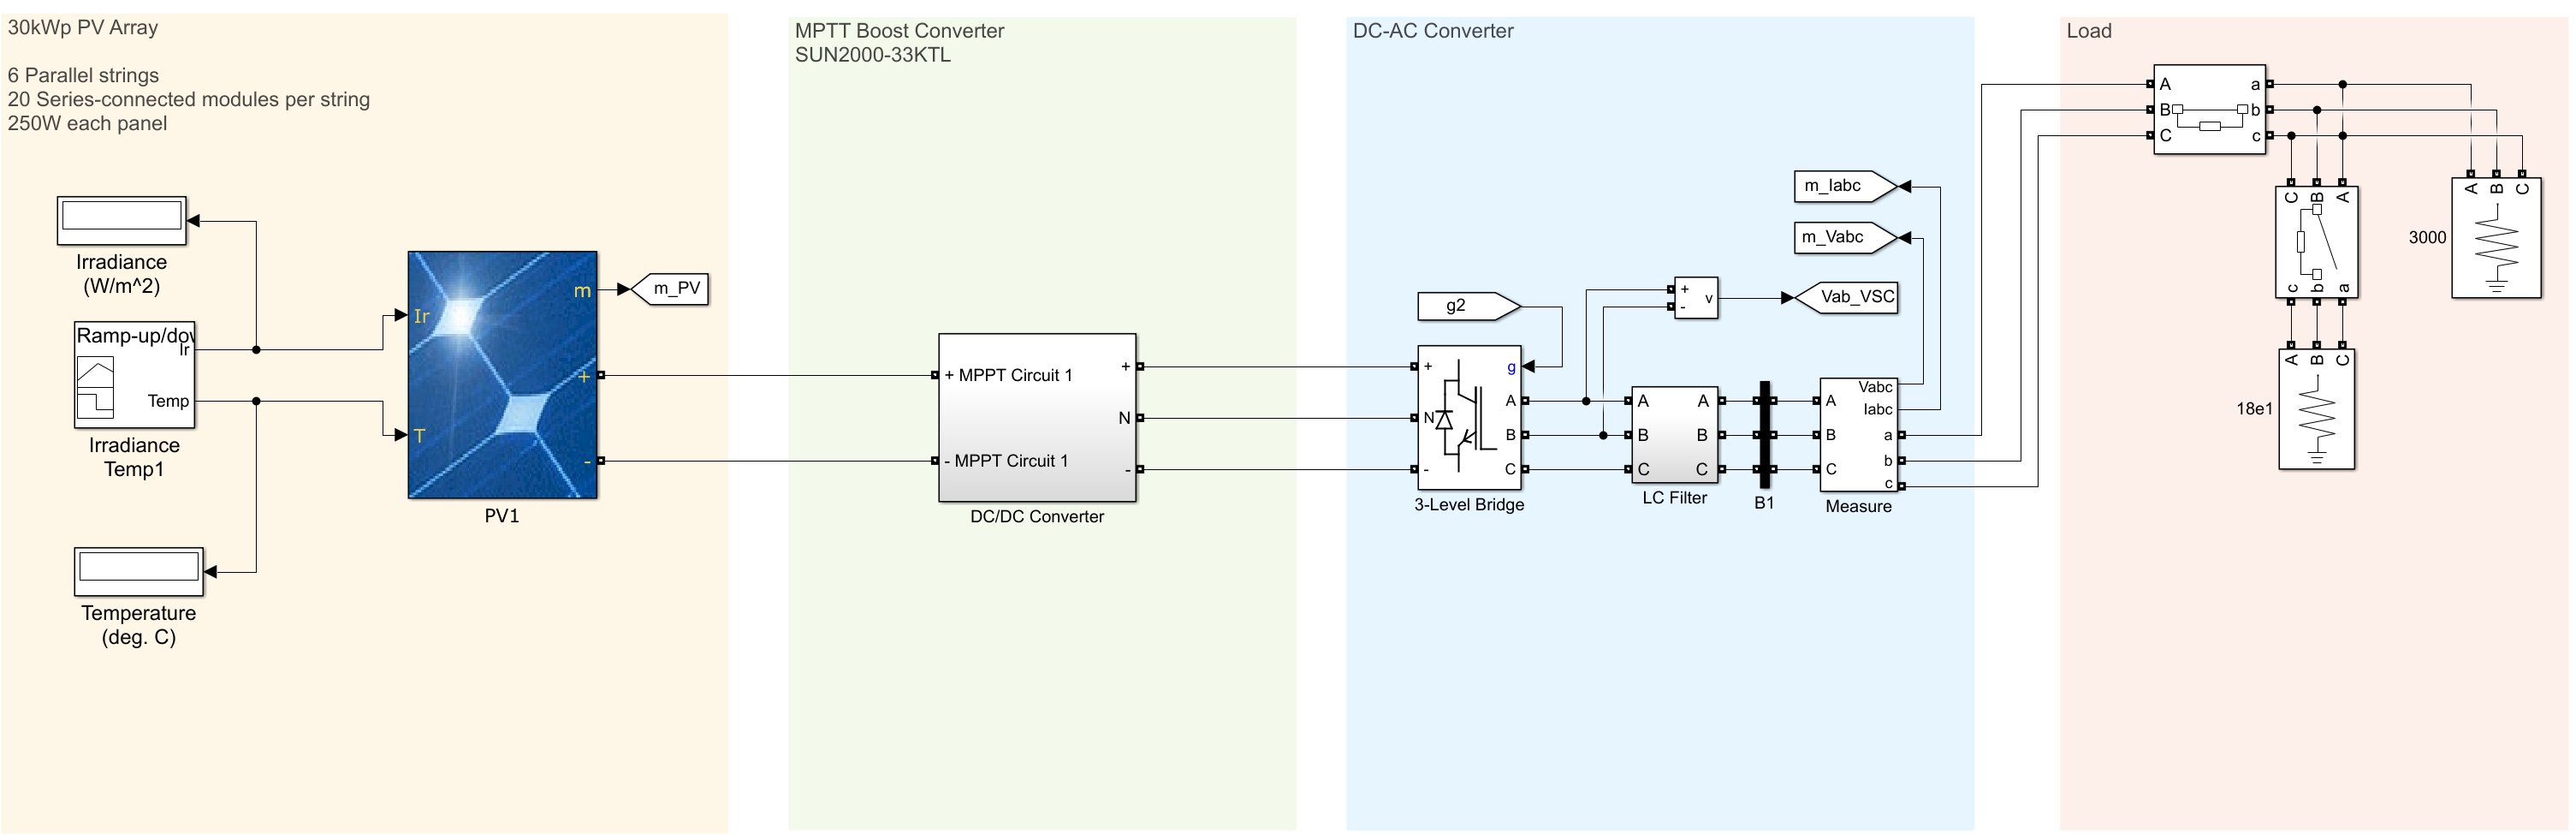 30kWp PV Array
6 Parallel strings
20 Series-connected modules per string
250W each panel
Irradiance
(W/m^2)
Ramp-up/dow
Ir
Temp
Irradiance
Temp1
Temperature
(deg. C)
Ir
T
m
+
-
PV1
m_PV
MPTT Boost Converter
SUN2000-33KTL
+ MPPT Circuit 1
- MPPT Circuit 1
+
N
-
DC/DC Converter
DC-AC Converter
g2
+
N
-
g
A
B
C
3-Level Bridge
+
-
v
Vab_VSC
m_Iabc
m_Vabc
A
B
C
A
B
C
LC Filter
B1
A
B
C
Vabc
Iabc
a
b
c
Measure
Load
A
B
C
a
b
c
C B A
c b a
A B C
18e1
A B C
3000